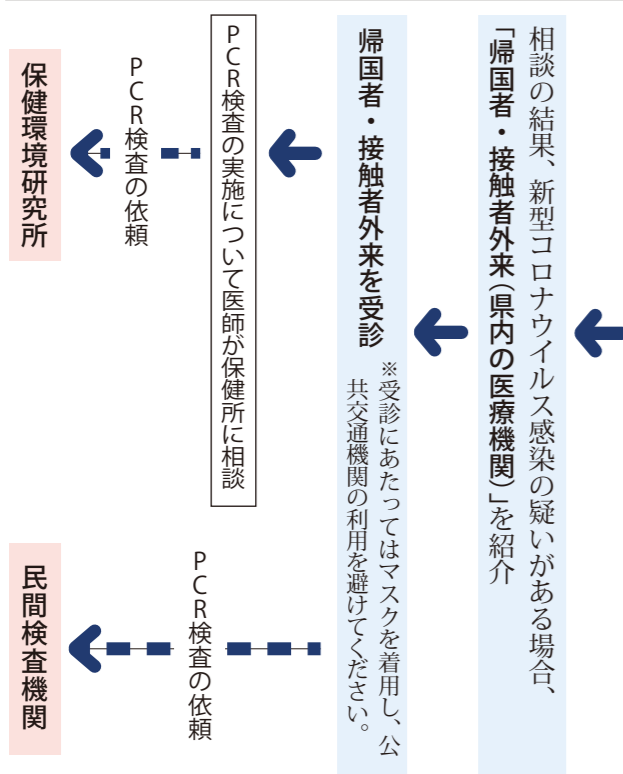 相談の結果、新型コロナウイルス感染の疑いがある場合、
「帰国者・接触者外来(県内の医療機関)」を紹介
帰国者・接触者外来を受診
※受診にあたってはマスクを着用し、公
共交通機関の利用を避けてください。
PCR検査の実施について医師が保健所に相談
PCR検査の依頼
保健環境研究所
PCR検査の依頼
民間検査機関